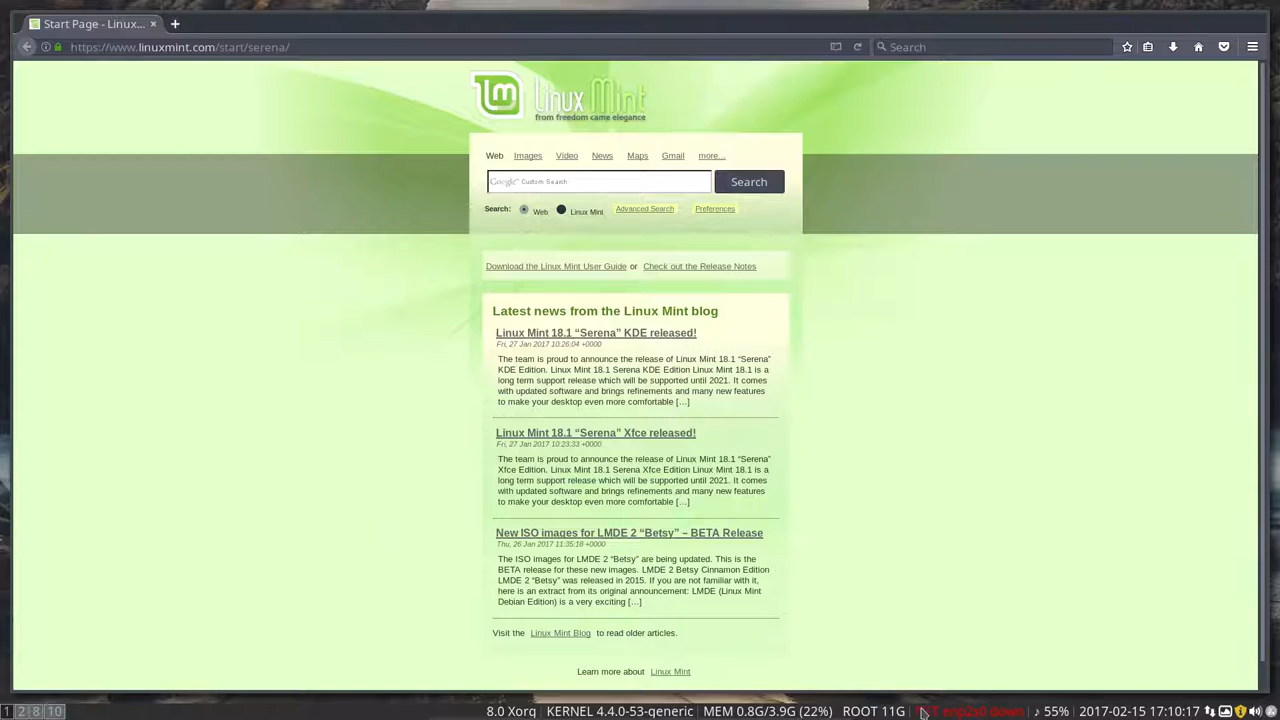 Start Page - Linux... × +
https://www.linuxmint.com/start/serena/
Search
Linux Mint
from freedom came elegance
Web Images Video News Maps Gmail more...
Google™ Custom Search
Search
Search: Web Linux Mint Advanced Search Preferences
Download the Linux Mint User Guide or Check out the Release Notes
Latest news from the Linux Mint blog
Linux Mint 18.1 “Serena” KDE released!
Fri, 27 Jan 2017 10:26:04 +0000
The team is proud to announce the release of Linux Mint 18.1 “Serena”
KDE Edition. Linux Mint 18.1 Serena KDE Edition Linux Mint 18.1 is a
long term support release which will be supported until 2021. It comes
with updated software and brings refinements and many new features
to make your desktop even more comfortable […]
Linux Mint 18.1 “Serena” Xfce released!
Fri, 27 Jan 2017 10:23:33 +0000
The team is proud to announce the release of Linux Mint 18.1 “Serena”
Xfce Edition. Linux Mint 18.1 Serena Xfce Edition Linux Mint 18.1 is a
long term support release which will be supported until 2021. It comes
with updated software and brings refinements and many new features
to make your desktop even more comfortable […]
New ISO images for LMDE 2 “Betsy” – BETA Release
Thu, 26 Jan 2017 11:35:18 +0000
The ISO images for LMDE 2 “Betsy” are being updated. This is the
BETA release for these new images. LMDE 2 Betsy Cinnamon Edition
LMDE 2 “Betsy” was released in 2015. If you are not familiar with it,
here is an extract from its original announcement: LMDE (Linux Mint
Debian Edition) is a very exciting […]
Visit the Linux Mint Blog to read older articles.
Learn more about Linux Mint
1 2 8 10 8.0 Xorg KERNEL 4.4.0-53-generic MEM 0.8G/3.9G (22%) ROOT 11G enp2s0 down ♪ 55% 2017-02-15 17:10:17